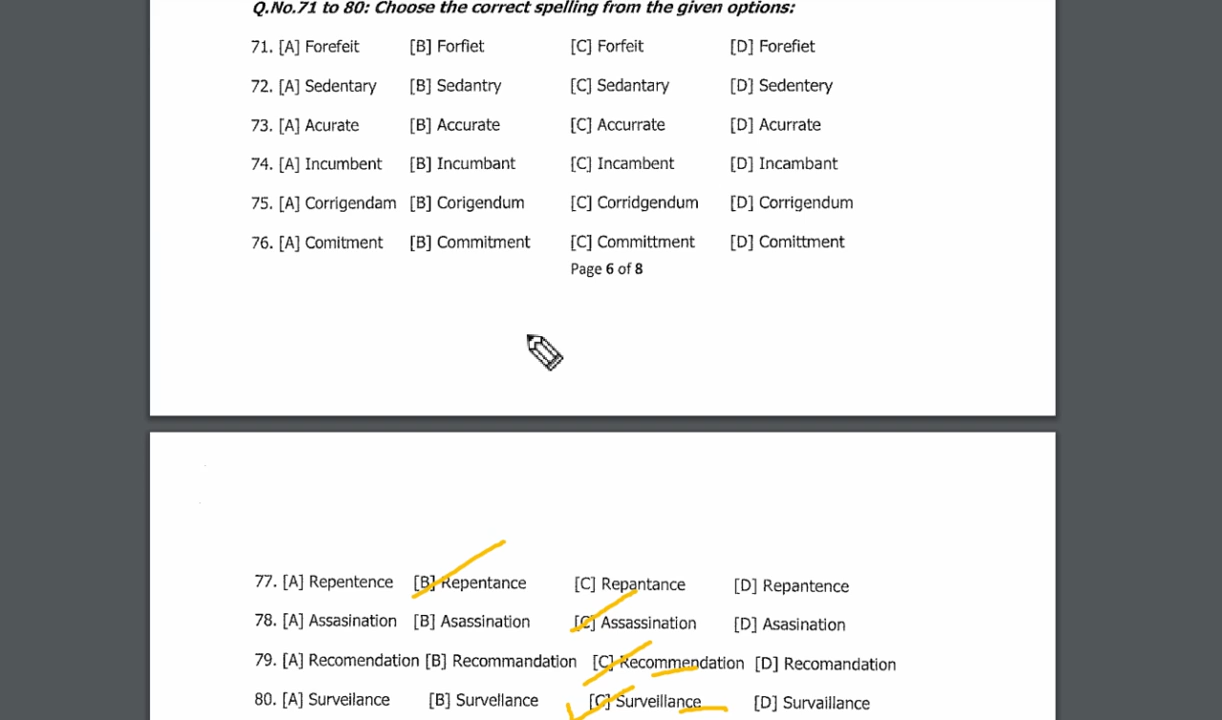 Q.No.71 to 80: Choose the correct spelling from the given options:
71. [A] Forefeit [B] Forfiet [C] Forfeit [D] Forefiet
72. [A] Sedentary [B] Sedantry [C] Sedantary [D] Sedentery
73. [A] Acurate [B] Accurate [C] Accurrate [D] Acurrate
74. [A] Incumbent [B] Incumbant [C] Incambent [D] Incambant
75. [A] Corrigendam [B] Corigendum [C] Corridgendum [D] Corrigendum
76. [A] Comitment [B] Commitment [C] Committment [D] Comittment
Page 6 of 8
77. [A] Repentence [B] Repentance [C] Repantance [D] Repantence
78. [A] Assasination [B] Asassination [C] Assassination [D] Asasination
79. [A] Recomendation [B] Recommandation [C] Recommendation [D] Recomandation
80. [A] Surveilance [B] Survellance [C] Surveillance [D] Survaillance